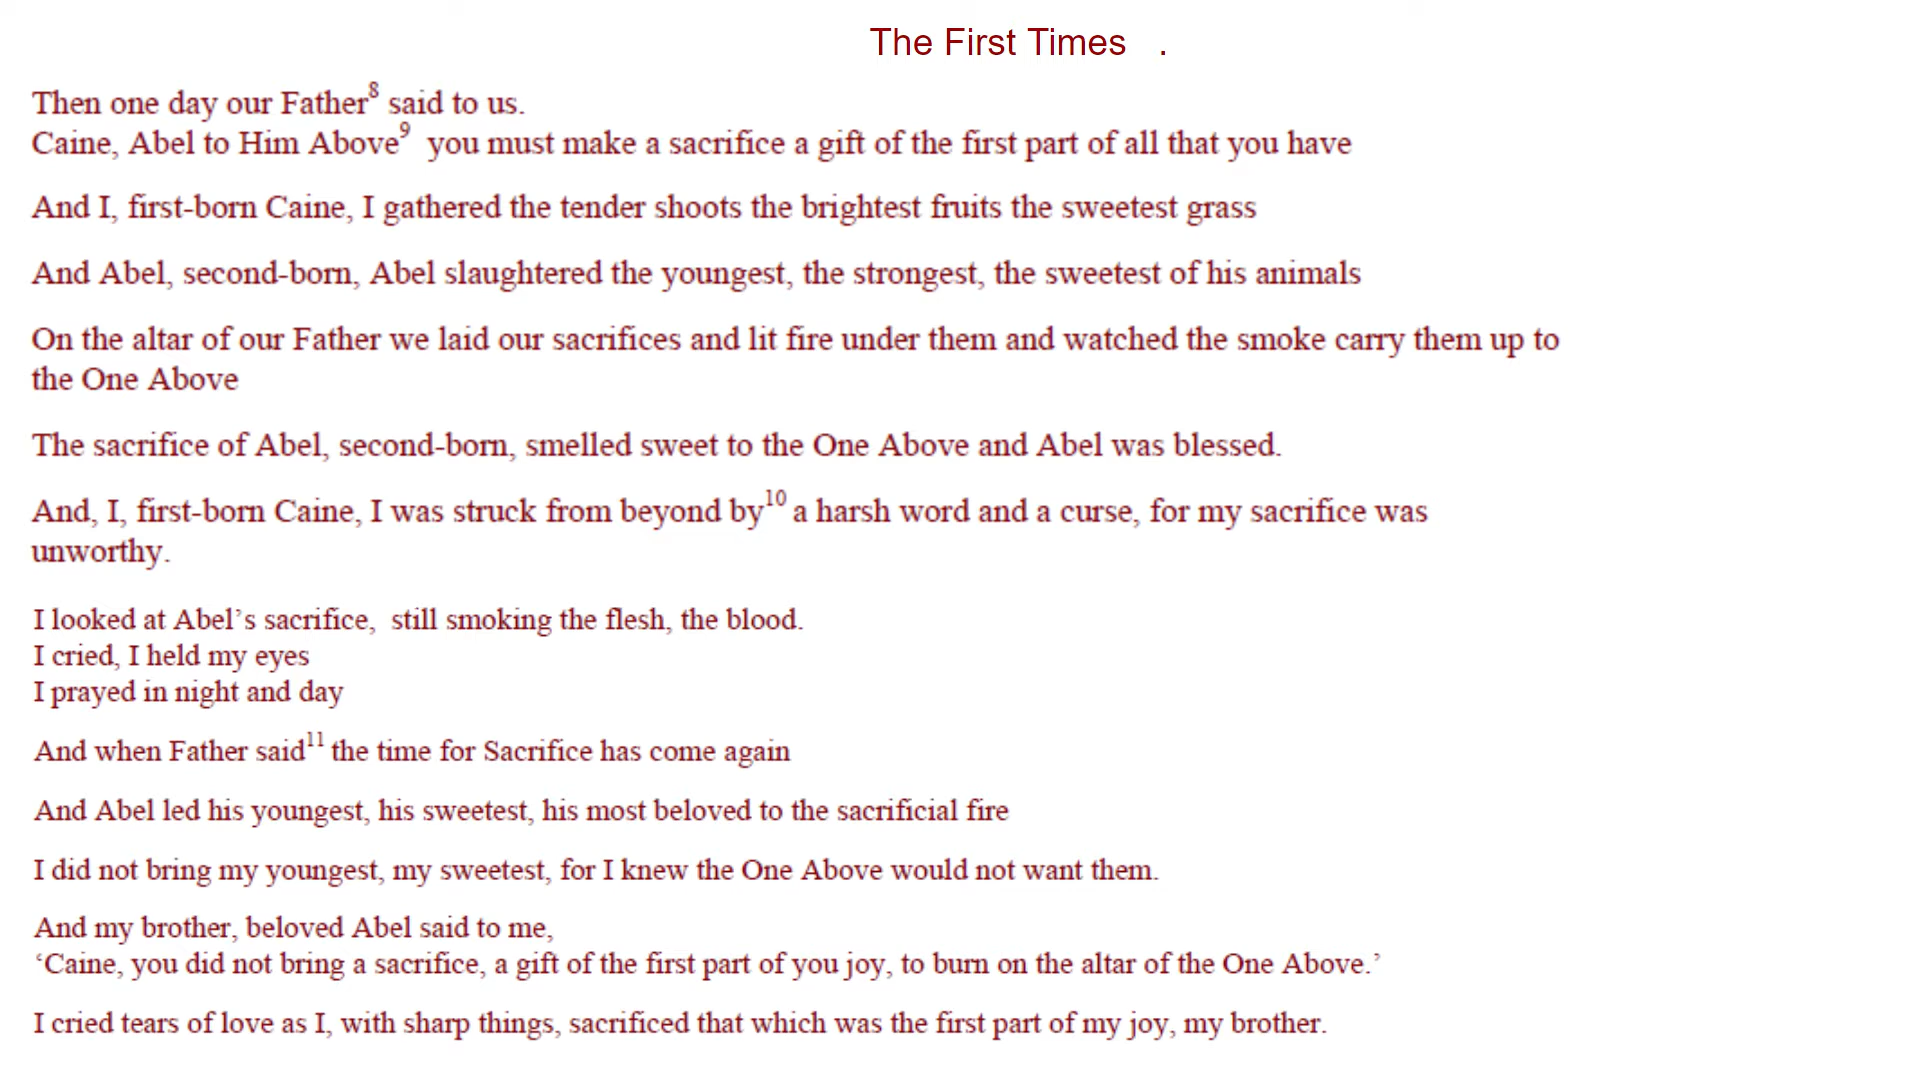 The First Times .
Then one day our Father⁸ said to us.
Caine, Abel to Him Above⁹ you must make a sacrifice a gift of the first part of all that you have
And I, first-born Caine, I gathered the tender shoots the brightest fruits the sweetest grass
And Abel, second-born, Abel slaughtered the youngest, the strongest, the sweetest of his animals
On the altar of our Father we laid our sacrifices and lit fire under them and watched the smoke carry them up to
the One Above
The sacrifice of Abel, second-born, smelled sweet to the One Above and Abel was blessed.
And, I, first-born Caine, I was struck from beyond by¹⁰ a harsh word and a curse, for my sacrifice was
unworthy.
I looked at Abel’s sacrifice, still smoking the flesh, the blood.
I cried, I held my eyes
I prayed in night and day
And when Father said¹¹ the time for Sacrifice has come again
And Abel led his youngest, his sweetest, his most beloved to the sacrificial fire
I did not bring my youngest, my sweetest, for I knew the One Above would not want them.
And my brother, beloved Abel said to me,
‘Caine, you did not bring a sacrifice, a gift of the first part of you joy, to burn on the altar of the One Above.’
I cried tears of love as I, with sharp things, sacrificed that which was the first part of my joy, my brother.